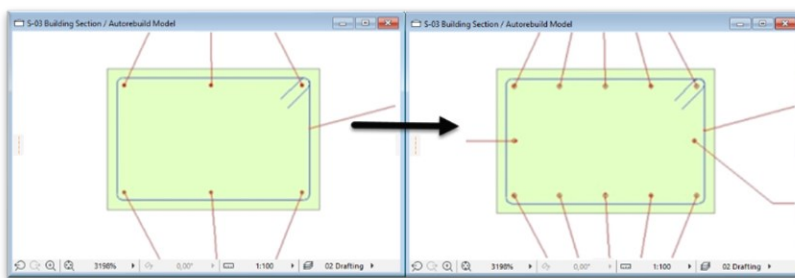 S-03 Building Section / Autorebuild Model
3198% 0,00° 1:100 02 Drafting
S-03 Building Section / Autorebuild Model
3198% 0,00° 1:100 02 Drafting